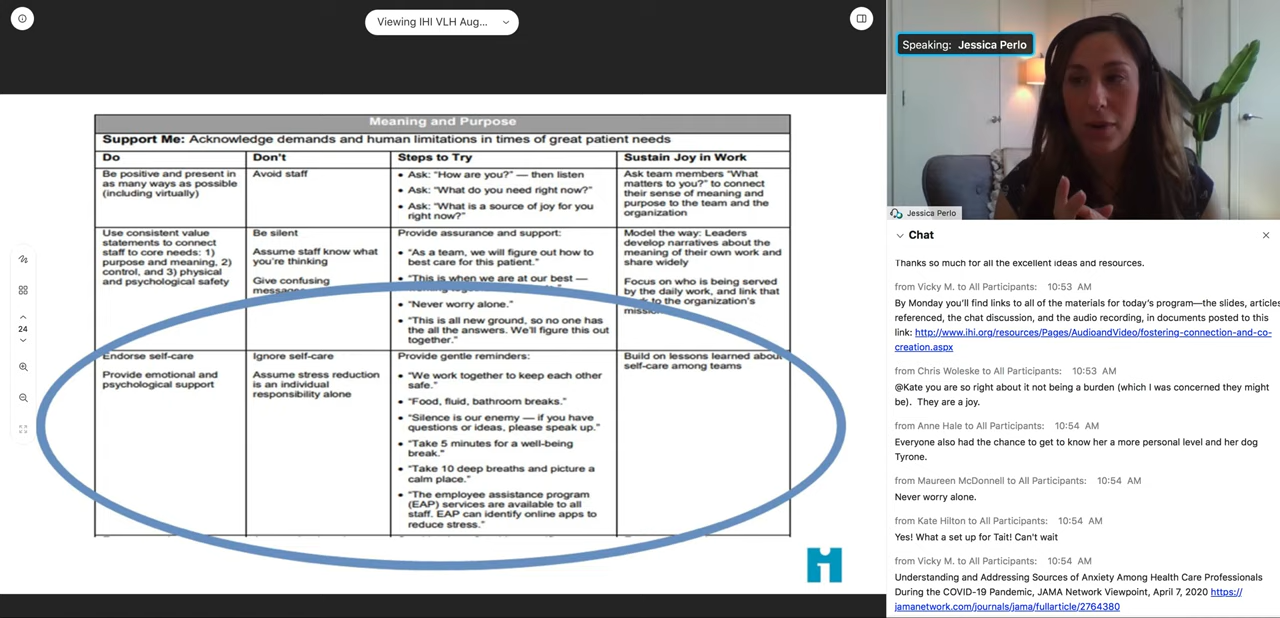 Viewing IHI VLH Aug...
Meaning and Purpose
Support Me: Acknowledge demands and human limitations in times of great patient needs
Do
Don't
Steps to Try
Sustain Joy in Work
Be positive and present in
as many ways as possible
(including virtually)
Avoid staff
• Ask: "How are you?" — then listen
• Ask: "What do you need right now?"
• Ask: "What is a source of joy for you
right now?"
Ask team members "What
matters to you?" to connect
their sense of meaning and
purpose to the team and the
organization
Use consistent value
statements to connect
staff to core needs: 1)
purpose and meaning, 2)
control, and 3) physical
and psychological safety
Be silent
Assume staff know what
you're thinking
Give confusing
messages
Provide assurance and support:
• "As a team, we will figure out how to
best care for this patient."
• "This is when we are at our best —
• "Never worry alone."
• "This is all new ground, so no one has
the all the answers. We'll figure this out
together."
Model the way: Leaders
develop narratives about the
meaning of their own work and
share widely
Focus on who is being served
by the daily work, and link that
to the organization's
mission
Endorse self-care
Provide emotional and
psychological support
Ignore self-care
Assume stress reduction
is an individual
responsibility alone
Provide gentle reminders:
• "We work together to keep each other
safe."
• "Food, fluid, bathroom breaks."
• "Silence is our enemy — if you have
questions or ideas, please speak up."
• "Take 5 minutes for a well-being
break."
• "Take 10 deep breaths and picture a
calm place."
• "The employee assistance program
(EAP) services are available to all
staff. EAP can identify online apps to
reduce stress."
Build on lessons learned about
self-care among teams
24
Speaking: Jessica Perlo
Jessica Perlo
Chat
Thanks so much for all the excellent ideas and resources.
from Vicky M. to All Participants: 10:53 AM
By Monday you'll find links to all of the materials for today's program—the slides, articles
referenced, the chat discussion, and the audio recording, in documents posted to this
link: http://www.ihi.org/resources/Pages/AudioandVideo/fostering-connection-and-co-
creation.aspx
from Chris Woleske to All Participants: 10:53 AM
@Kate you are so right about it not being a burden (which I was concerned they might
be). They are a joy.
from Anne Hale to All Participants: 10:54 AM
Everyone also had the chance to get to know her a more personal level and her dog
Tyrone.
from Maureen McDonnell to All Participants: 10:54 AM
Never worry alone.
from Kate Hilton to All Participants: 10:54 AM
Yes! What a set up for Tait! Can't wait
from Vicky M. to All Participants: 10:54 AM
Understanding and Addressing Sources of Anxiety Among Health Care Professionals
During the COVID-19 Pandemic, JAMA Network Viewpoint, April 7, 2020 https://
jamanetwork.com/journals/jama/fullarticle/2764380